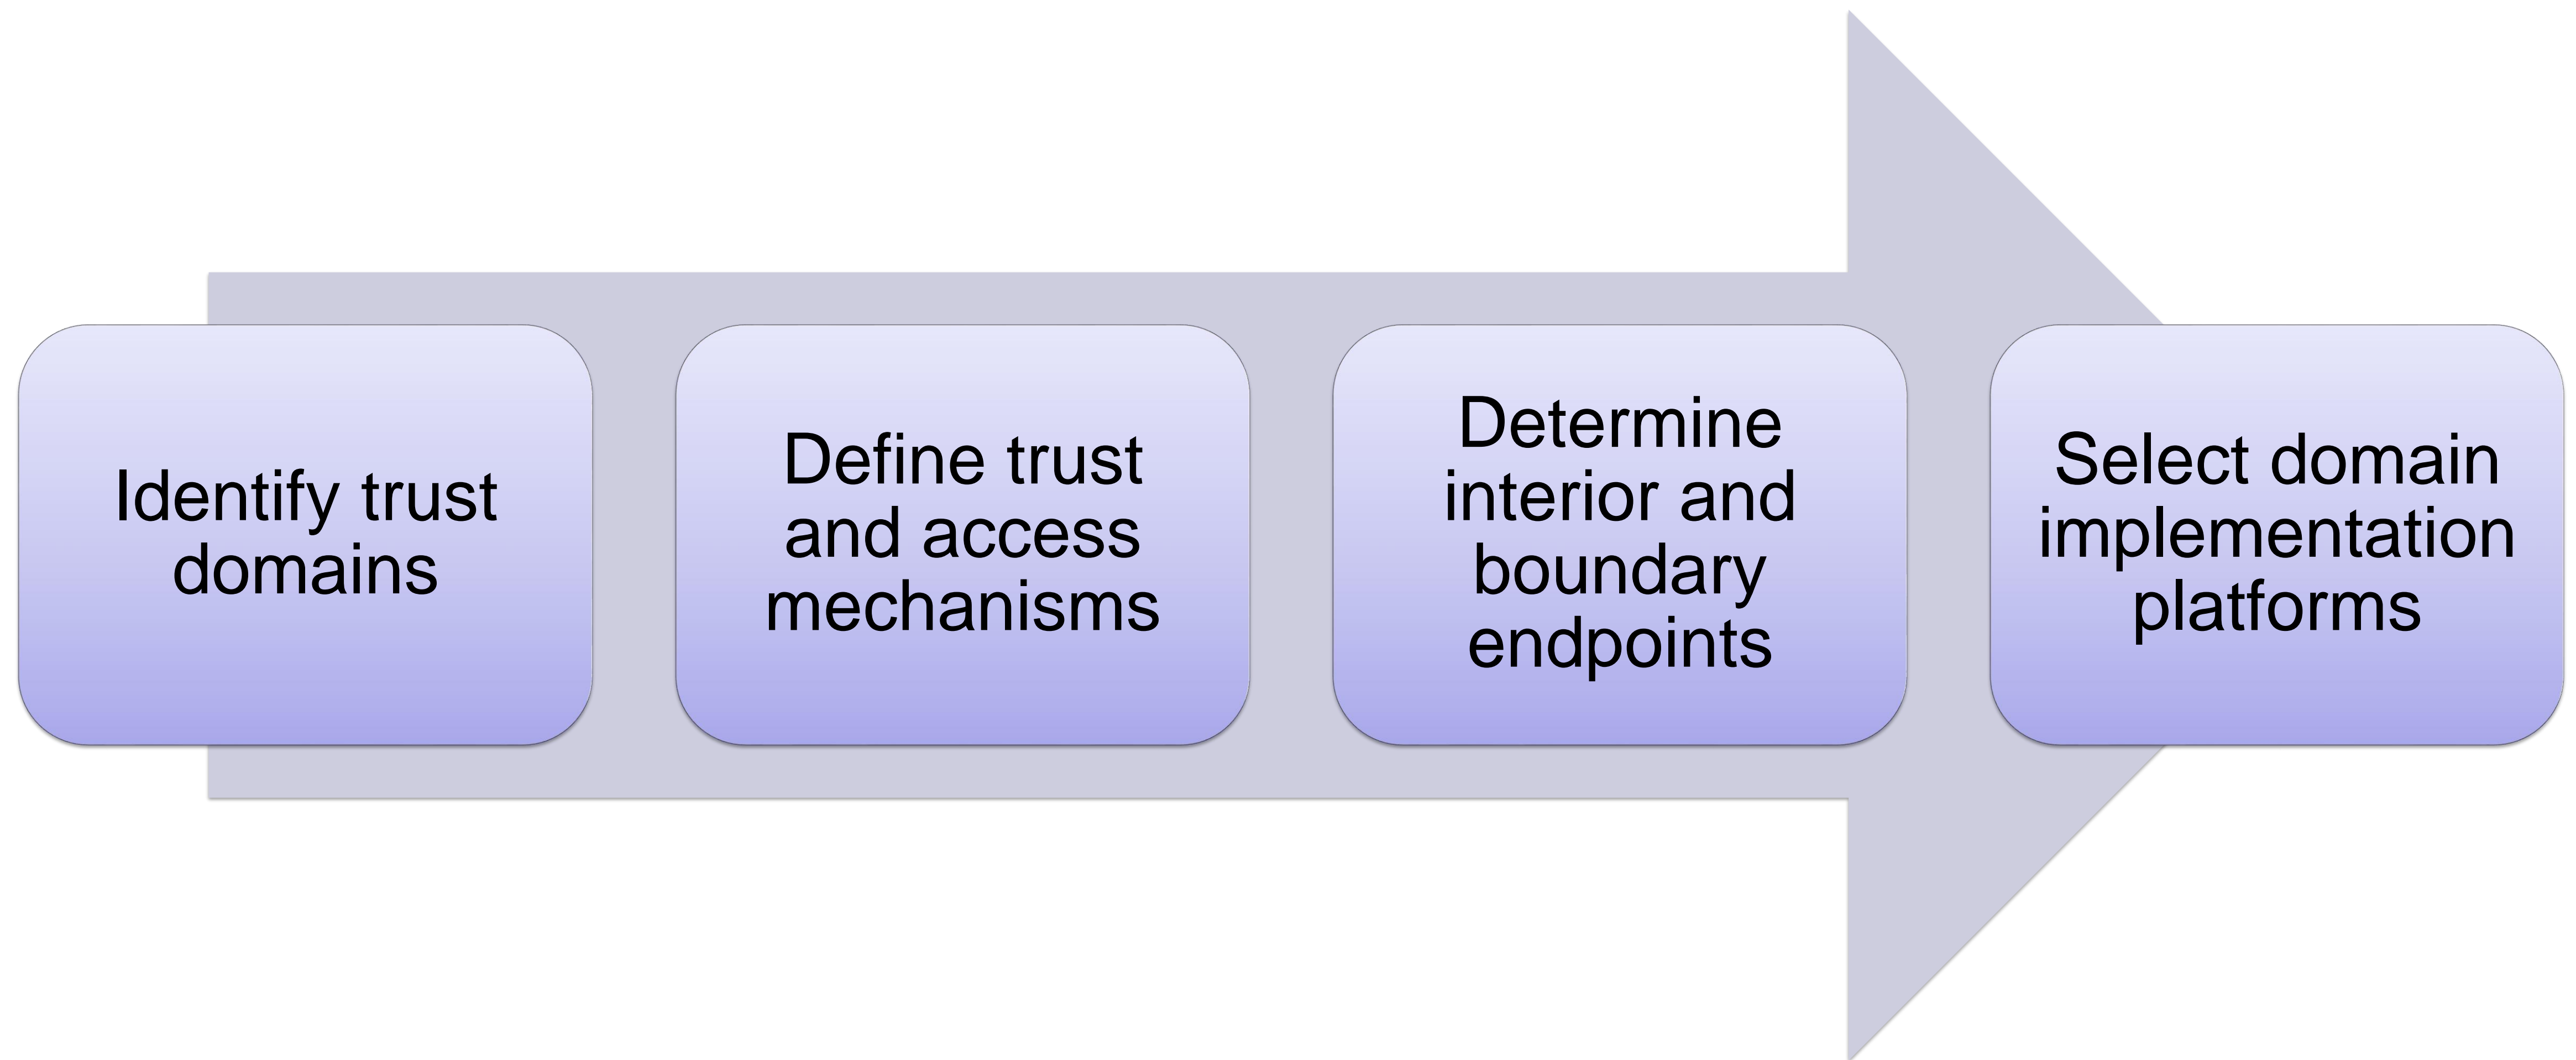 Identify trust
domains
Define trust
and access
mechanisms
Determine
interior and
boundary
endpoints
Select domain
implementation
platforms